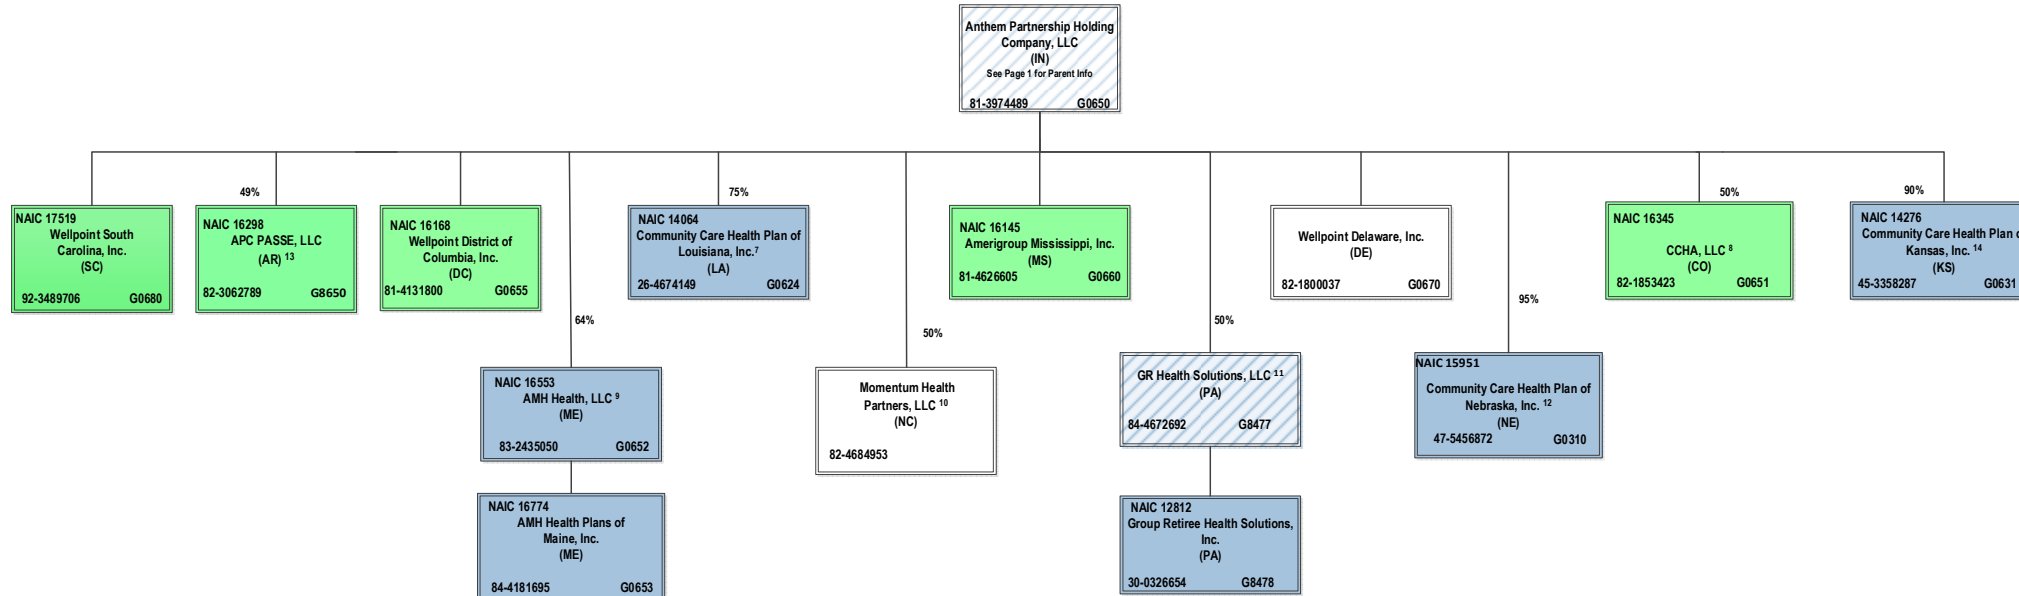 Anthem Partnership Holding
Company, LLC
(IN)
See Page 1 for Parent Info
81-3974489 G0650
49%
75%
50%
90%
NAIC 17519
Wellpoint South
Carolina, Inc.
(SC)
92-3489706 G0680
NAIC 16298
APC PASSE, LLC
(AR) 13
82-3062789 G8650
NAIC 16168
Wellpoint District of
Columbia, Inc.
(DC)
81-4131800 G0655
NAIC 14064
Community Care Health Plan of
Louisiana, Inc.7
(LA)
26-4674149 G0624
NAIC 16145
Amerigroup Mississippi, Inc.
(MS)
81-4626605 G0660
Wellpoint Delaware, Inc.
(DE)
82-1800037 G0670
NAIC 16345
CCHA, LLC 8
(CO)
82-1853423 G0651
NAIC 14276
Community Care Health Plan
Kansas, Inc. 14
(KS)
45-3358287 G0631
64%
50%
50%
95%
NAIC 16553
AMH Health, LLC 9
(ME)
83-2435050 G0652
Momentum Health
Partners, LLC 10
(NC)
82-4684953
GR Health Solutions, LLC 11
(PA)
84-4672692 G8477
NAIC 15951
Community Care Health Plan of
Nebraska, Inc. 12
(NE)
47-5456872 G0310
NAIC 16774
AMH Health Plans of
Maine, Inc.
(ME)
84-4181695 G0653
NAIC 12812
Group Retiree Health Solutions,
Inc.
(PA)
30-0326654 G8478